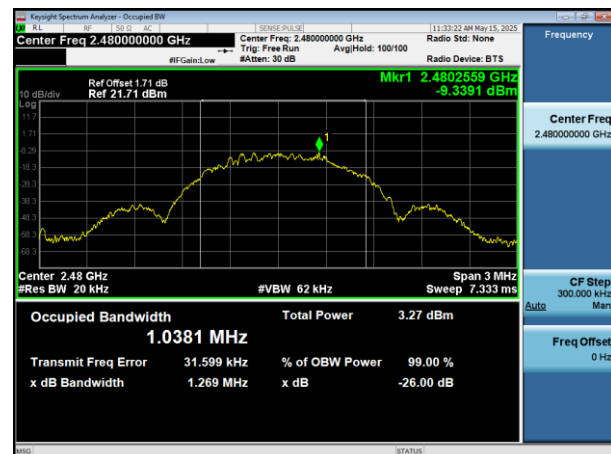 Keysight Spectrum Analyzer - Occupied BW
RL RF 50 Ω AC SENSE:PULSE 11:33:22 AM May 15, 2025
Center Freq 2.480000000 GHz
Center Freq: 2.480000000 GHz
Radio Std: None
Trig: Free Run Avg|Hold: 100/100
#IFGain:Low #Atten: 30 dB Radio Device: BTS
Ref Offset 1.71 dB
10 dB/div Ref 21.71 dBm
Mkr1 2.4802559 GHz
-9.3391 dBm
Log
11.7
1.71
-8.29
-18.3
-28.3
-38.3
-48.3
-58.3
-68.3
1
Center 2.48 GHz Span 3 MHz
#Res BW 20 kHz #VBW 62 kHz Sweep 7.333 ms
Occupied Bandwidth Total Power 3.27 dBm
1.0381 MHz
Transmit Freq Error 31.599 kHz % of OBW Power 99.00 %
x dB Bandwidth 1.269 MHz x dB -26.00 dB
MSG STATUS
Frequency
Center Freq
2.480000000 GHz
CF Step
300.000 kHz
Auto Man
Freq Offset
0 Hz